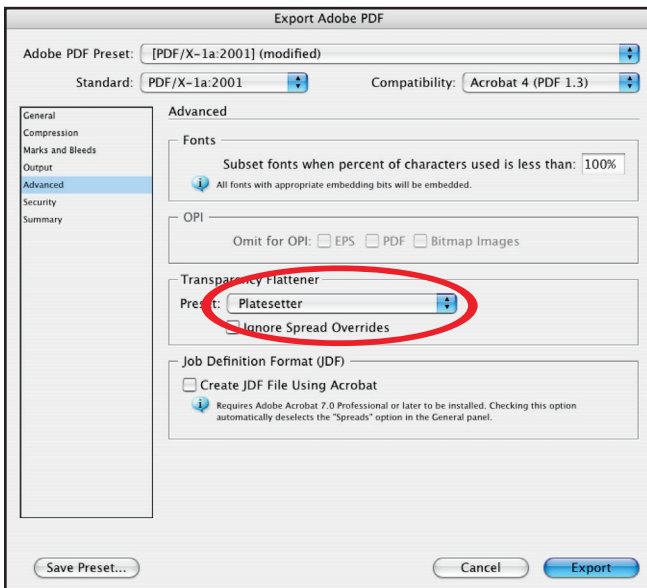 Export Adobe PDF
Adobe PDF Preset: [PDF/X-1a:2001] (modified)
Standard: PDF/X-1a:2001 Compatibility: Acrobat 4 (PDF 1.3)
General
Compression
Marks and Bleeds
Output
Advanced
Security
Summary
Advanced
Fonts
Subset fonts when percent of characters used is less than: 100%
All fonts with appropriate embedding bits will be embedded.
OPI
Omit for OPI: EPS PDF Bitmap Images
Transparency Flattener
Preset: Platesetter
Ignore Spread Overrides
Job Definition Format (JDF)
Create JDF File Using Acrobat
Requires Adobe Acrobat 7.0 Professional or later to be installed. Checking this option
automatically deselects the "Spreads" option in the General panel.
Save Preset... Cancel Export